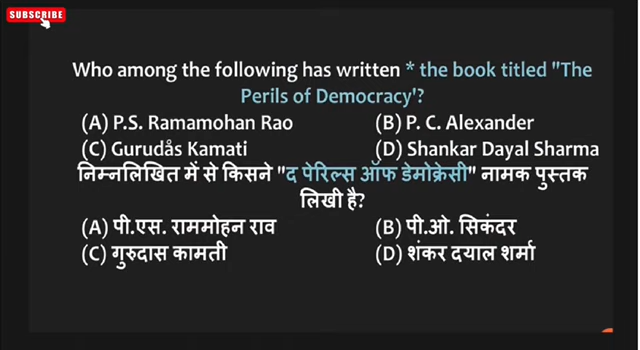 SUBSCRIBE
Who among the following has written * the book titled "The
Perils of Democracy'?
(A) P.S. Ramamohan Rao (B) P. C. Alexander
(C) Gurudås Kamati (D) Shankar Dayal Sharma
निम्नलिखित में से किसने "द पेरिल्स ऑफ डेमोक्रेसी" नामक पुस्तक
लिखी है?
(A) पी.एस. राममोहन राव (B) पी.ओ. सिकंदर
(C) गुरुदास कामती (D) शंकर दयाल शर्मा